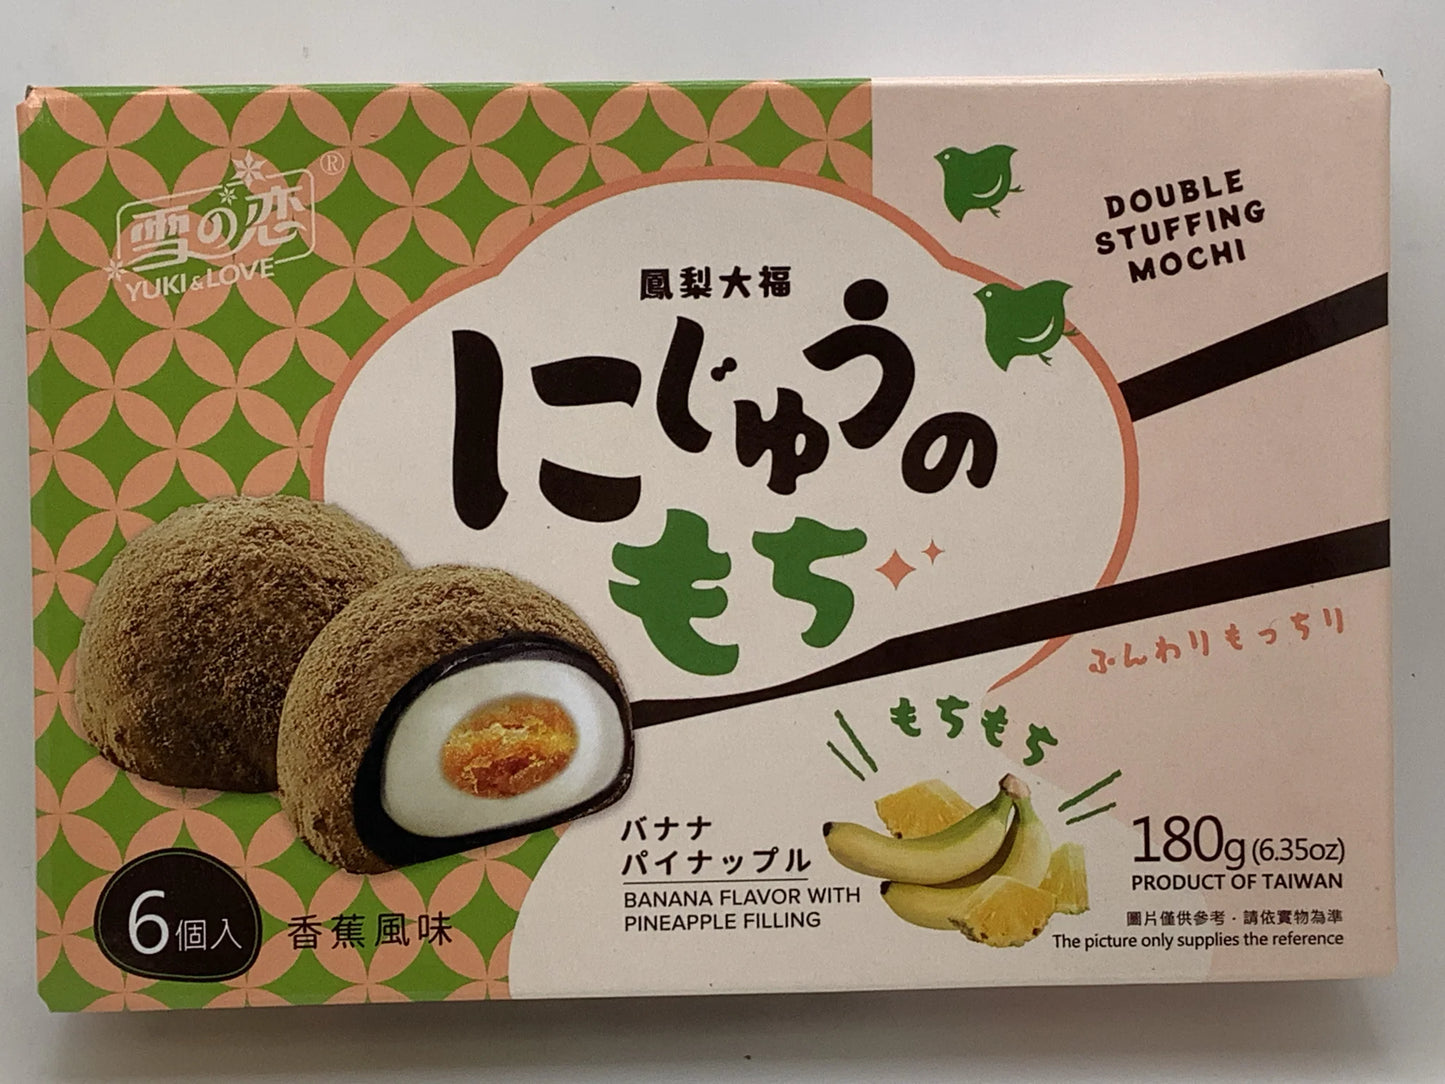 雪の恋®
YUKI & LOVE
DOUBLE
STUFFING
MOCHI
鳳梨大福
にじゅうの
もち
ふんわりもっちり
もちもち
バナナ
パイナップル
BANANA FLAVOR WITH
PINEAPPLE FILLING
180g (6.35oz)
PRODUCT OF TAIWAN
圖片僅供參考．請依實物為準
The picture only supplies the reference
6個入
香蕉風味